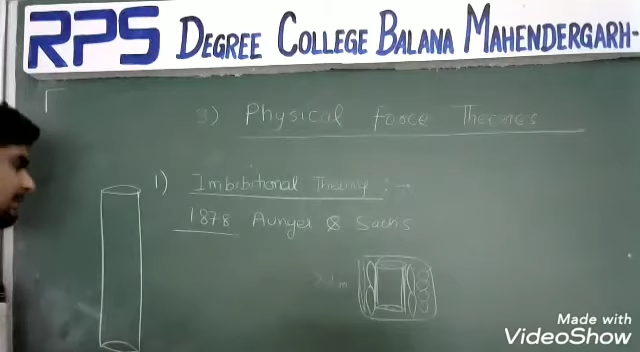 RPS DEGREE COLLEGE BALANA MAHENDERGARH-
3) Physical force Theories
1) Imbibitional Theory :-
1878 Aunger & Sachs
Made with
VideoShow